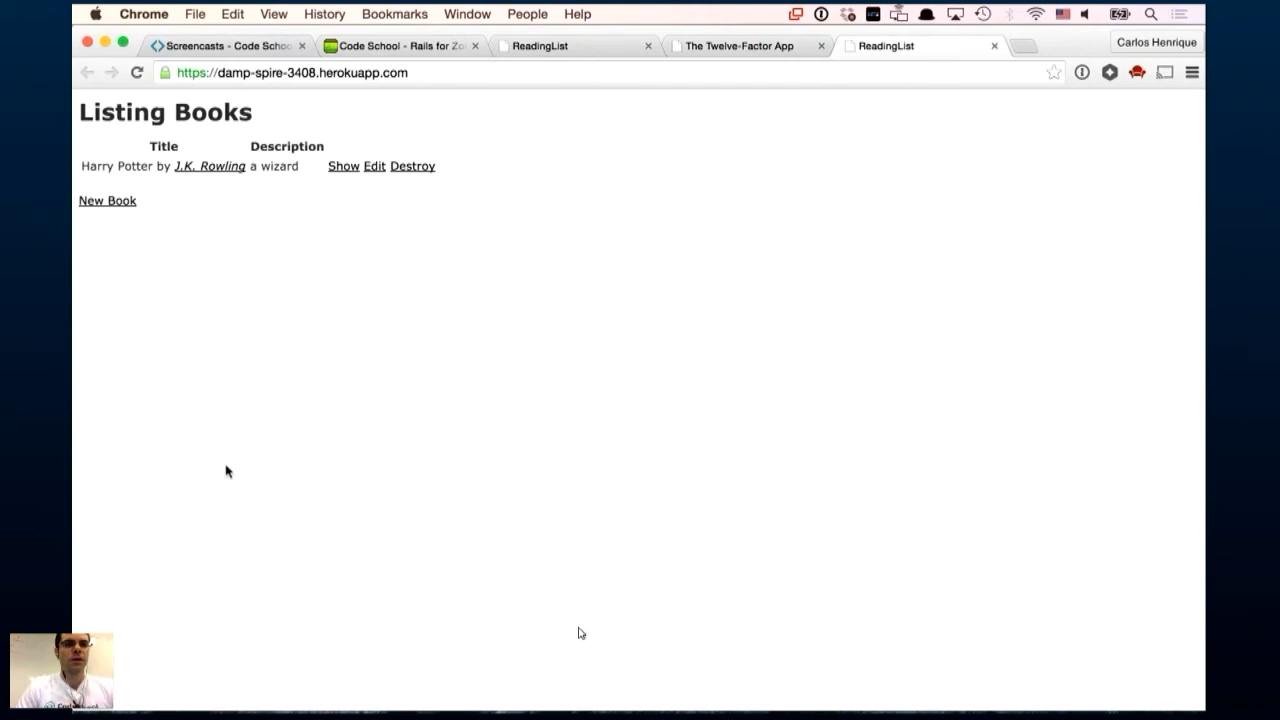 Chrome File Edit View History Bookmarks Window People Help
Screencasts - Code Schoo
Code School - Rails for Zo
ReadingList
The Twelve-Factor App
ReadingList
Carlos Henrique
https://damp-spire-3408.herokuapp.com
Listing Books
Title Description
Harry Potter by J.K. Rowling a wizard Show Edit Destroy
New Book